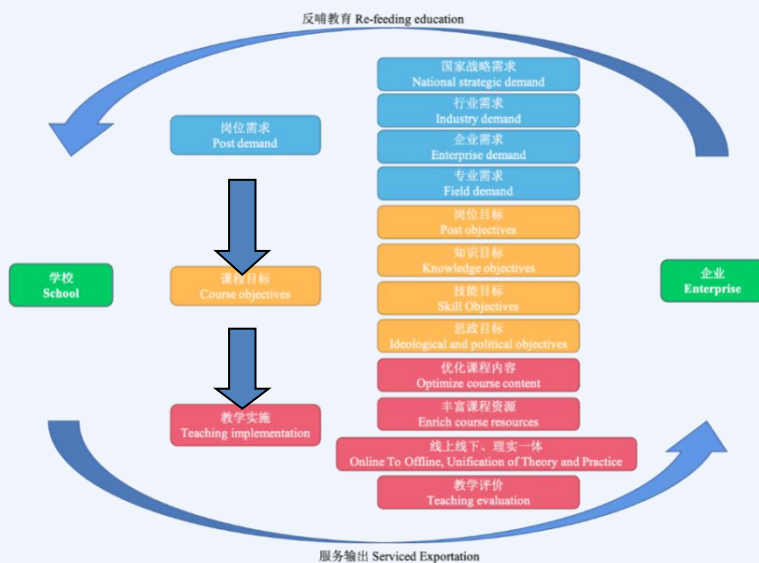 反哺教育 Re-feeding education
国家战略需求
National strategic demand
行业需求
Industry demand
岗位需求
Post demand
企业需求
Enterprise demand
专业需求
Field demand
岗位目标
Post objectives
知识目标
Knowledge objectives
学校
School
课程目标
Course objectives
技能目标
Skill Objectives
企业
Enterprise
思政目标
Ideological and political objectives
优化课程内容
Optimize course content
丰富课程资源
Enrich course resources
教学实施
Teaching implementation
线上线下、理实一体
Online To Offline, Unification of Theory and Practice
教学评价
Teaching evaluation
服务输出 Serviced Exportation